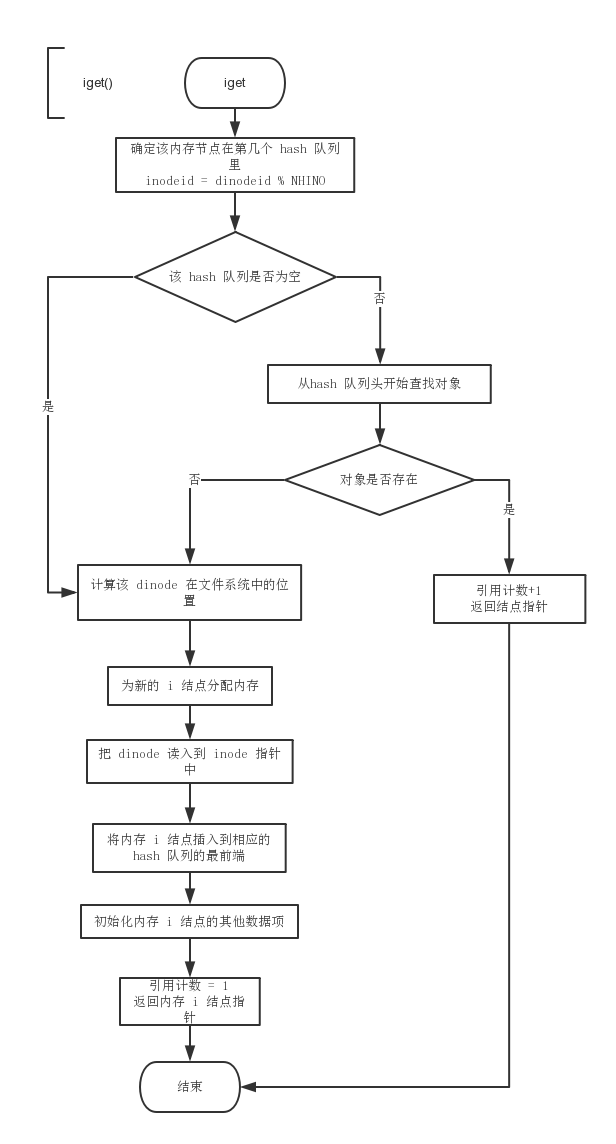 iget()
iget
确定该内存节点在第几个 hash 队列
里
inodeid = dinodeid % NHINO
该 hash 队列是否为空
否
是
从hash 队列头开始查找对象
对象是否存在
否
是
计算该 dinode 在文件系统中的位
置
引用计数+1
返回结点指针
为新的 i 结点分配内存
把 dinode 读入到 inode 指针
中
将内存 i 结点插入到相应的
hash 队列的最前端
初始化内存 i 结点的其他数据项
引用计数 = 1
返回内存 i 结点指
针
结束